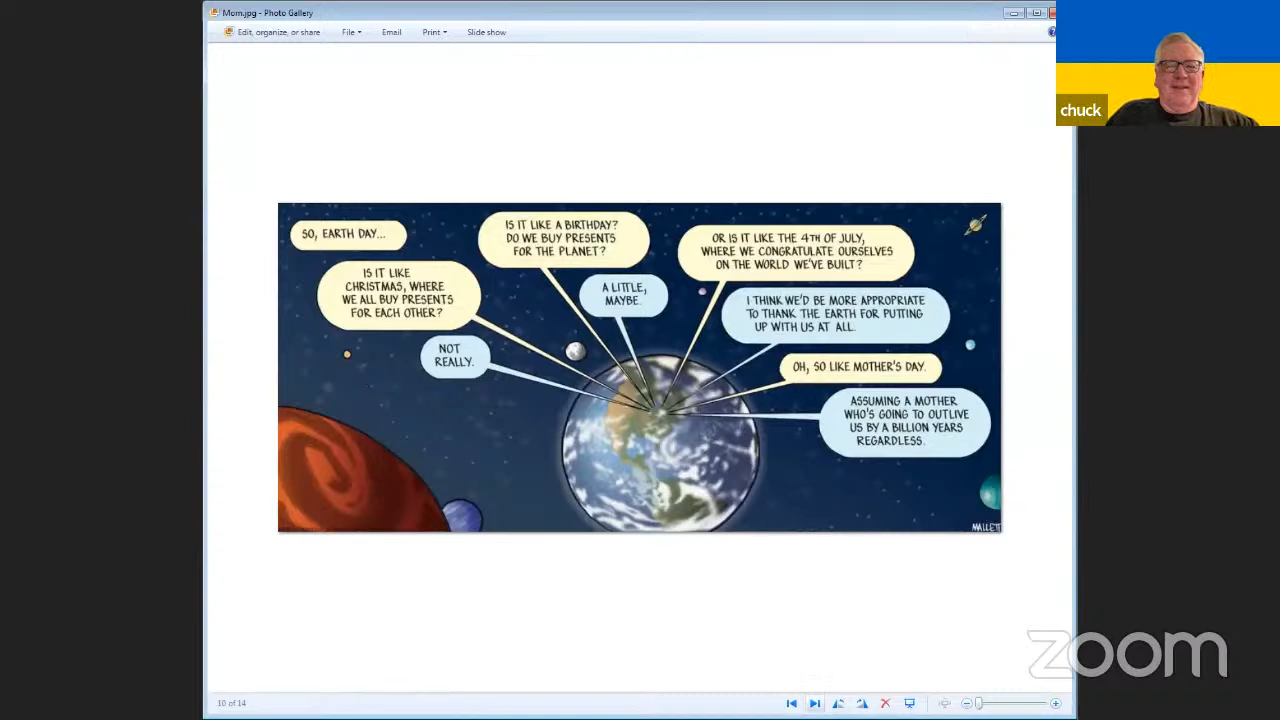 Mom.jpg - Photo Gallery
Edit, organize, or share
File
Email
Print
Slide show
chuck
SO, EARTH DAY...
IS IT LIKE
CHRISTMAS, WHERE
WE ALL BUY PRESENTS
FOR EACH OTHER?
NOT
REALLY.
IS IT LIKE A BIRTHDAY?
DO WE BUY PRESENTS
FOR THE PLANET?
A LITTLE,
MAYBE.
OR IS IT LIKE THE 4TH OF JULY,
WHERE WE CONGRATULATE OURSELVES
ON THE WORLD WE'VE BUILT?
I THINK WE'D BE MORE APPROPRIATE
TO THANK THE EARTH FOR PUTTING
UP WITH US AT ALL.
OH, SO LIKE MOTHER'S DAY.
ASSUMING A MOTHER
WHO'S GOING TO OUTLIVE
US BY A BILLION YEARS
REGARDLESS.
MALLETT
zoom
10 of 14